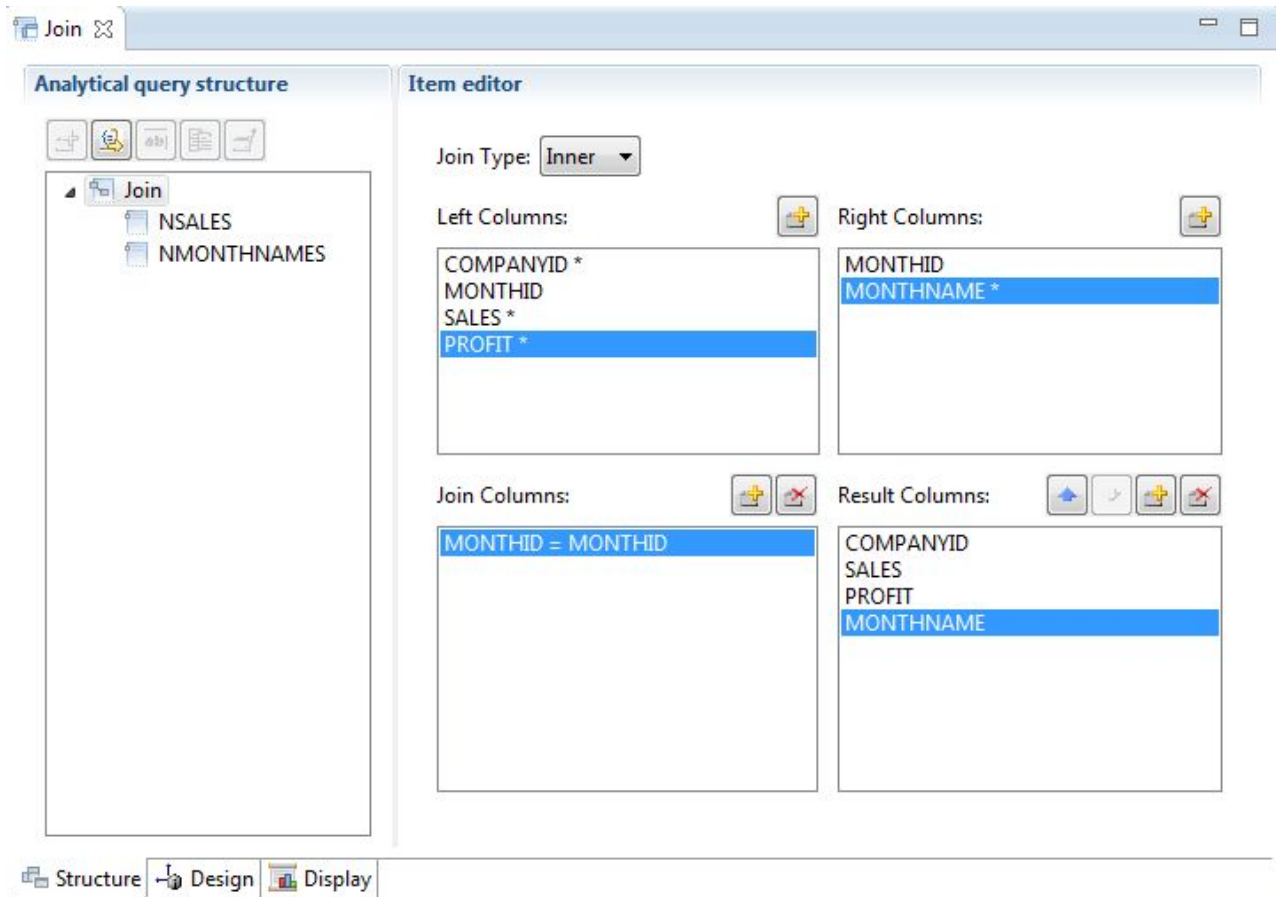 Join
Analytical query structure
Item editor
ab|
Join
NSALES
NMONTHNAMES
Join Type: Inner
Left Columns:
COMPANYID *
MONTHID
SALES *
PROFIT *
Right Columns:
MONTHID
MONTHNAME *
Join Columns:
MONTHID = MONTHID
Result Columns:
COMPANYID
SALES
PROFIT
MONTHNAME
Structure Design Display